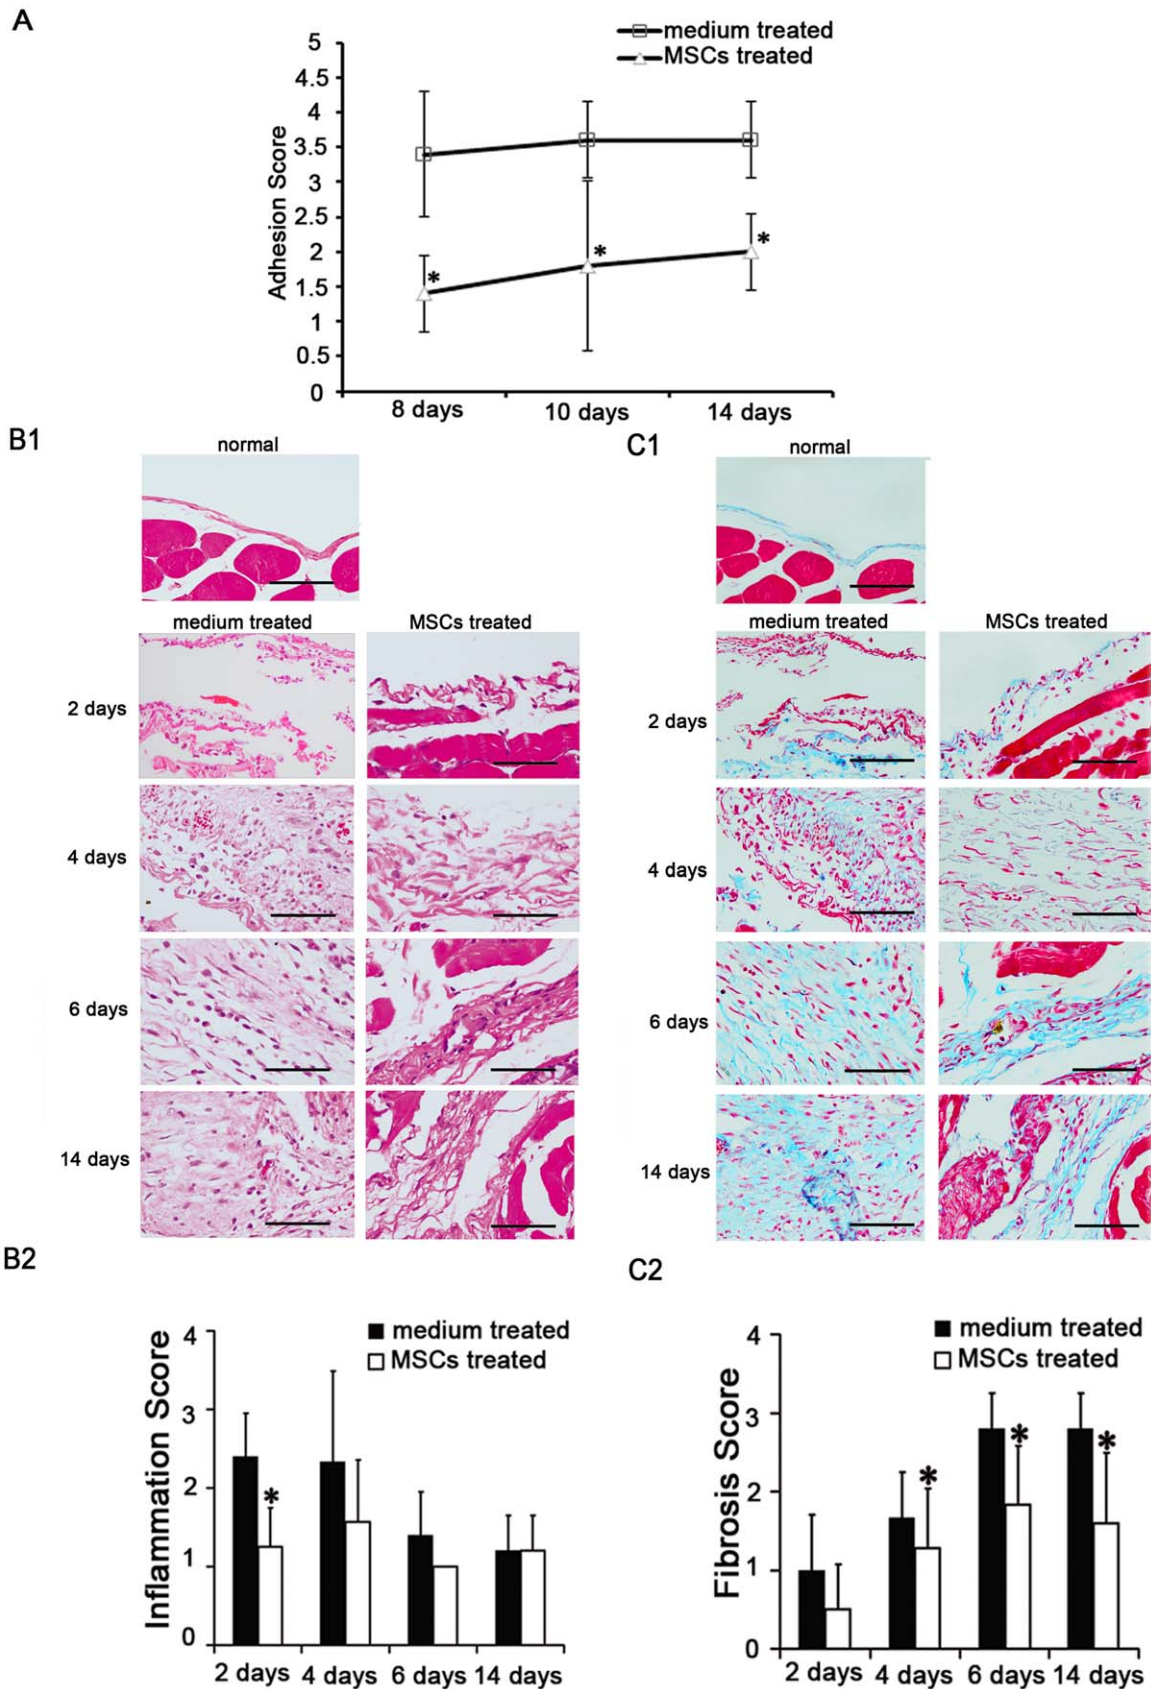 A
medium treated
MSCs treated
Adhesion Score
5
4.5
4
3.5
3
2.5
2
1.5
1
0.5
0
*
*
*
8 days
10 days
14 days
B1
normal
medium treated
MSCs treated
2 days
4 days
6 days
14 days
C1
normal
medium treated
MSCs treated
2 days
4 days
6 days
14 days
B2
medium treated
MSCs treated
Inflammation Score
4
3
2
1
0
*
2 days
4 days
6 days
14 days
C2
medium treated
MSCs treated
Fibrosis Score
4
3
2
1
0
*
*
*
2 days
4 days
6 days
14 days